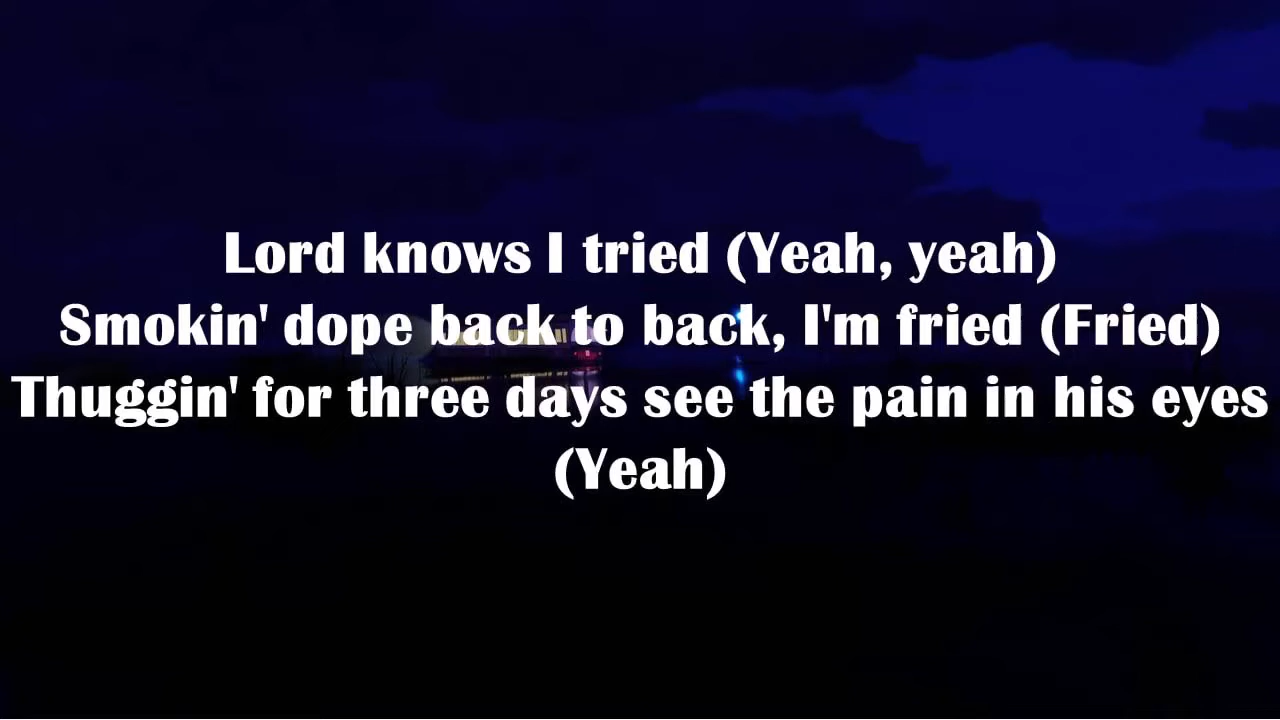 Lord knows I tried (Yeah, yeah)
Smokin' dope back to back, I'm fried (Fried)
Thuggin' for three days see the pain in his eyes
(Yeah)